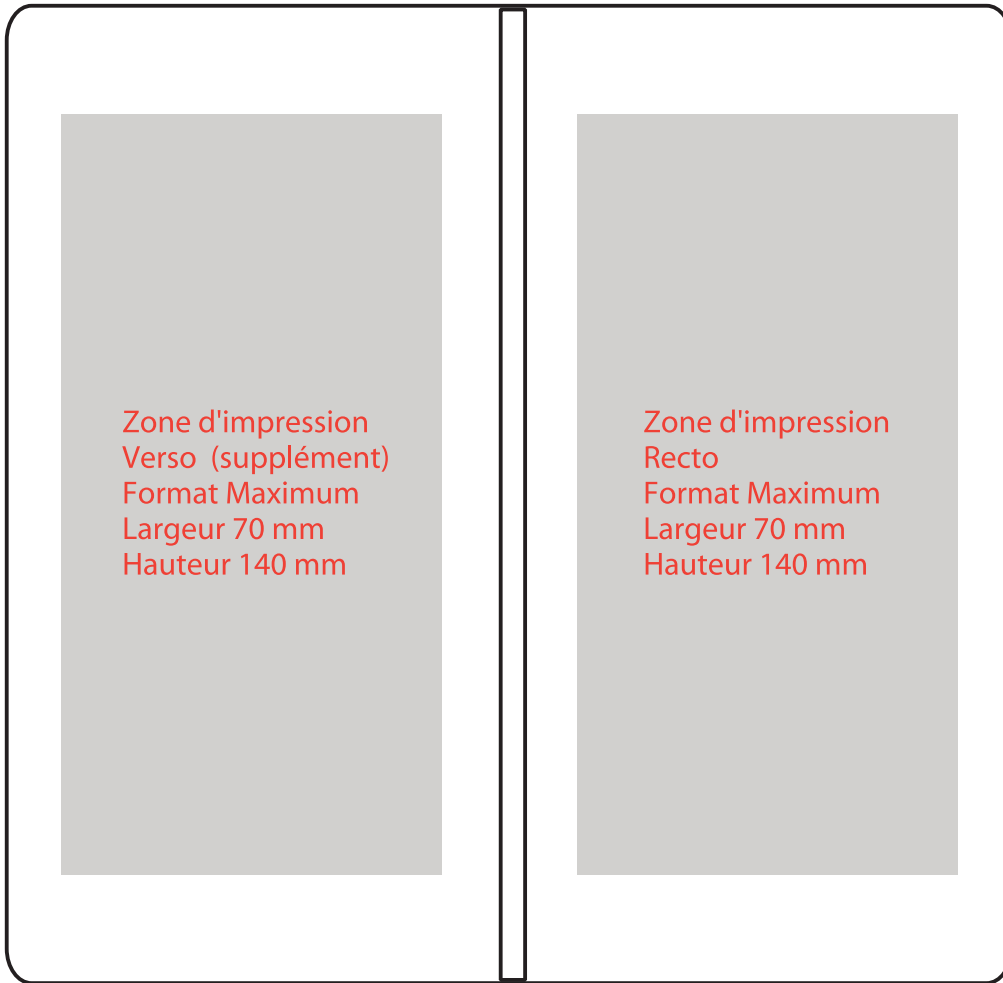 Zone d'impression
Verso  (supplément)
Format Maximum
Largeur 70 mm
Hauteur 140 mm
Zone d'impression
Recto
Format Maximum
Largeur 70 mm
Hauteur 140 mm